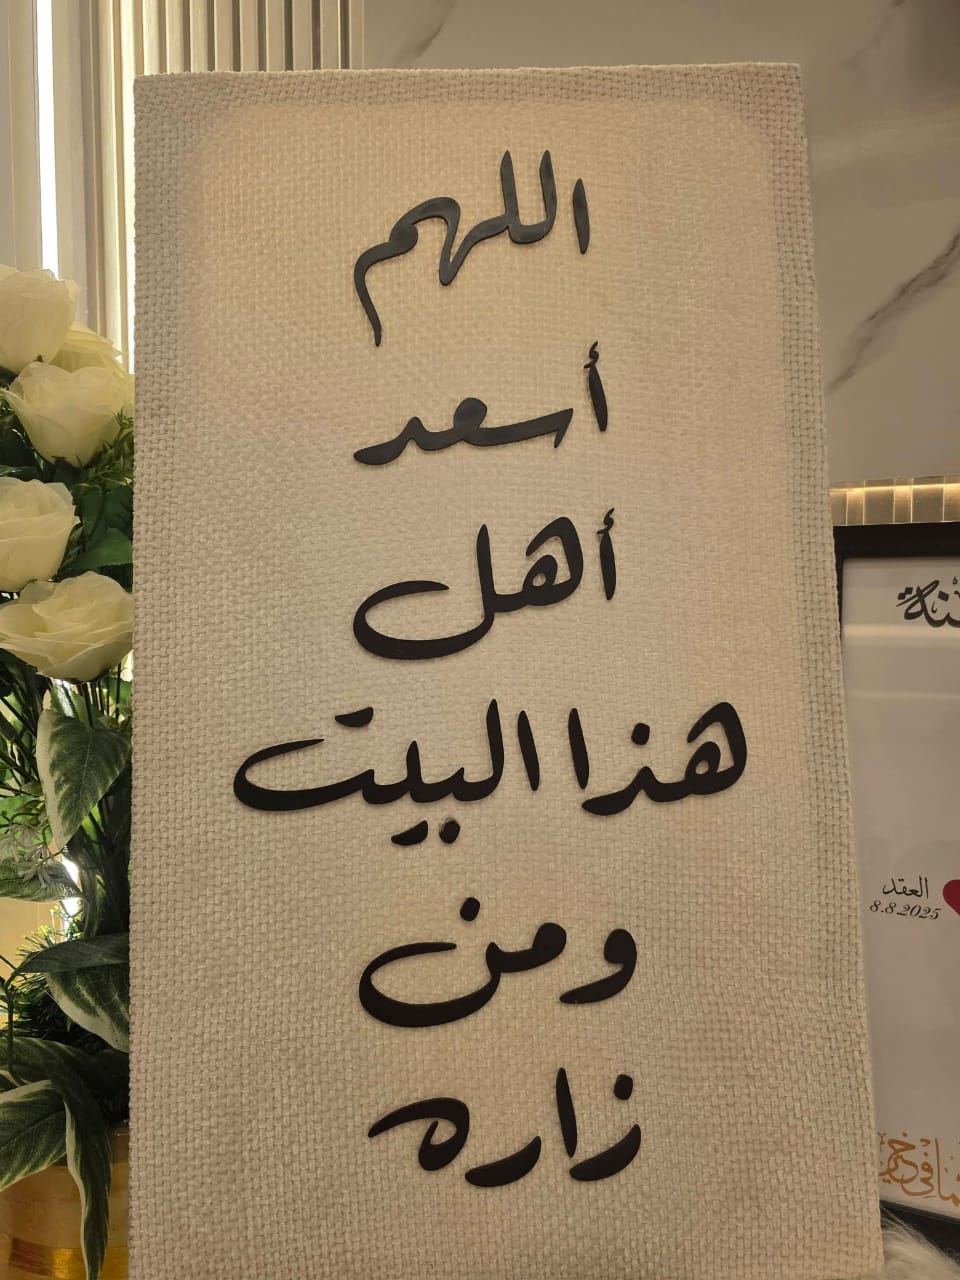 اللهم
أسعد
أهل
هذا البيت
ومن
زاره
العقد
8.8.2025